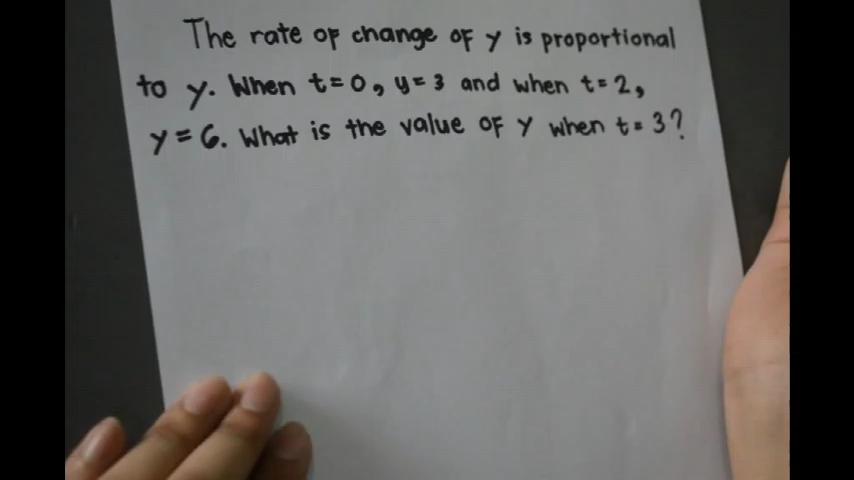 The rate of change of y is proportional
to y. When t=0, y=3 and when t=2,
y=6. What is the value of y when t=3?